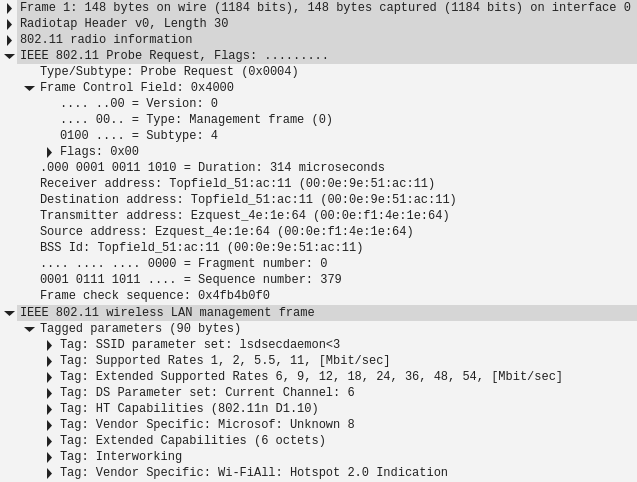 Frame 1: 148 bytes on wire (1184 bits), 148 bytes captured (1184 bits) on interface 0
Radiotap Header v0, Length 30
802.11 radio information
IEEE 802.11 Probe Request, Flags: .........
Type/Subtype: Probe Request (0x0004)
Frame Control Field: 0x4000
.... ..00 = Version: 0
.... 00.. = Type: Management frame (0)
0100 .... = Subtype: 4
Flags: 0x00
.000 0001 0011 1010 = Duration: 314 microseconds
Receiver address: Topfield_51:ac:11 (00:0e:9e:51:ac:11)
Destination address: Topfield_51:ac:11 (00:0e:9e:51:ac:11)
Transmitter address: Ezquest_4e:1e:64 (00:0e:f1:4e:1e:64)
Source address: Ezquest_4e:1e:64 (00:0e:f1:4e:1e:64)
BSS Id: Topfield_51:ac:11 (00:0e:9e:51:ac:11)
.... .... .... 0000 = Fragment number: 0
0001 0111 1011 .... = Sequence number: 379
Frame check sequence: 0x4fb4b0f0
IEEE 802.11 wireless LAN management frame
Tagged parameters (90 bytes)
Tag: SSID parameter set: lsdsecdaemon<3
Tag: Supported Rates 1, 2, 5.5, 11, [Mbit/sec]
Tag: Extended Supported Rates 6, 9, 12, 18, 24, 36, 48, 54, [Mbit/sec]
Tag: DS Parameter set: Current Channel: 6
Tag: HT Capabilities (802.11n D1.10)
Tag: Vendor Specific: Microsof: Unknown 8
Tag: Extended Capabilities (6 octets)
Tag: Interworking
Tag: Vendor Specific: Wi-FiAll: Hotspot 2.0 Indication